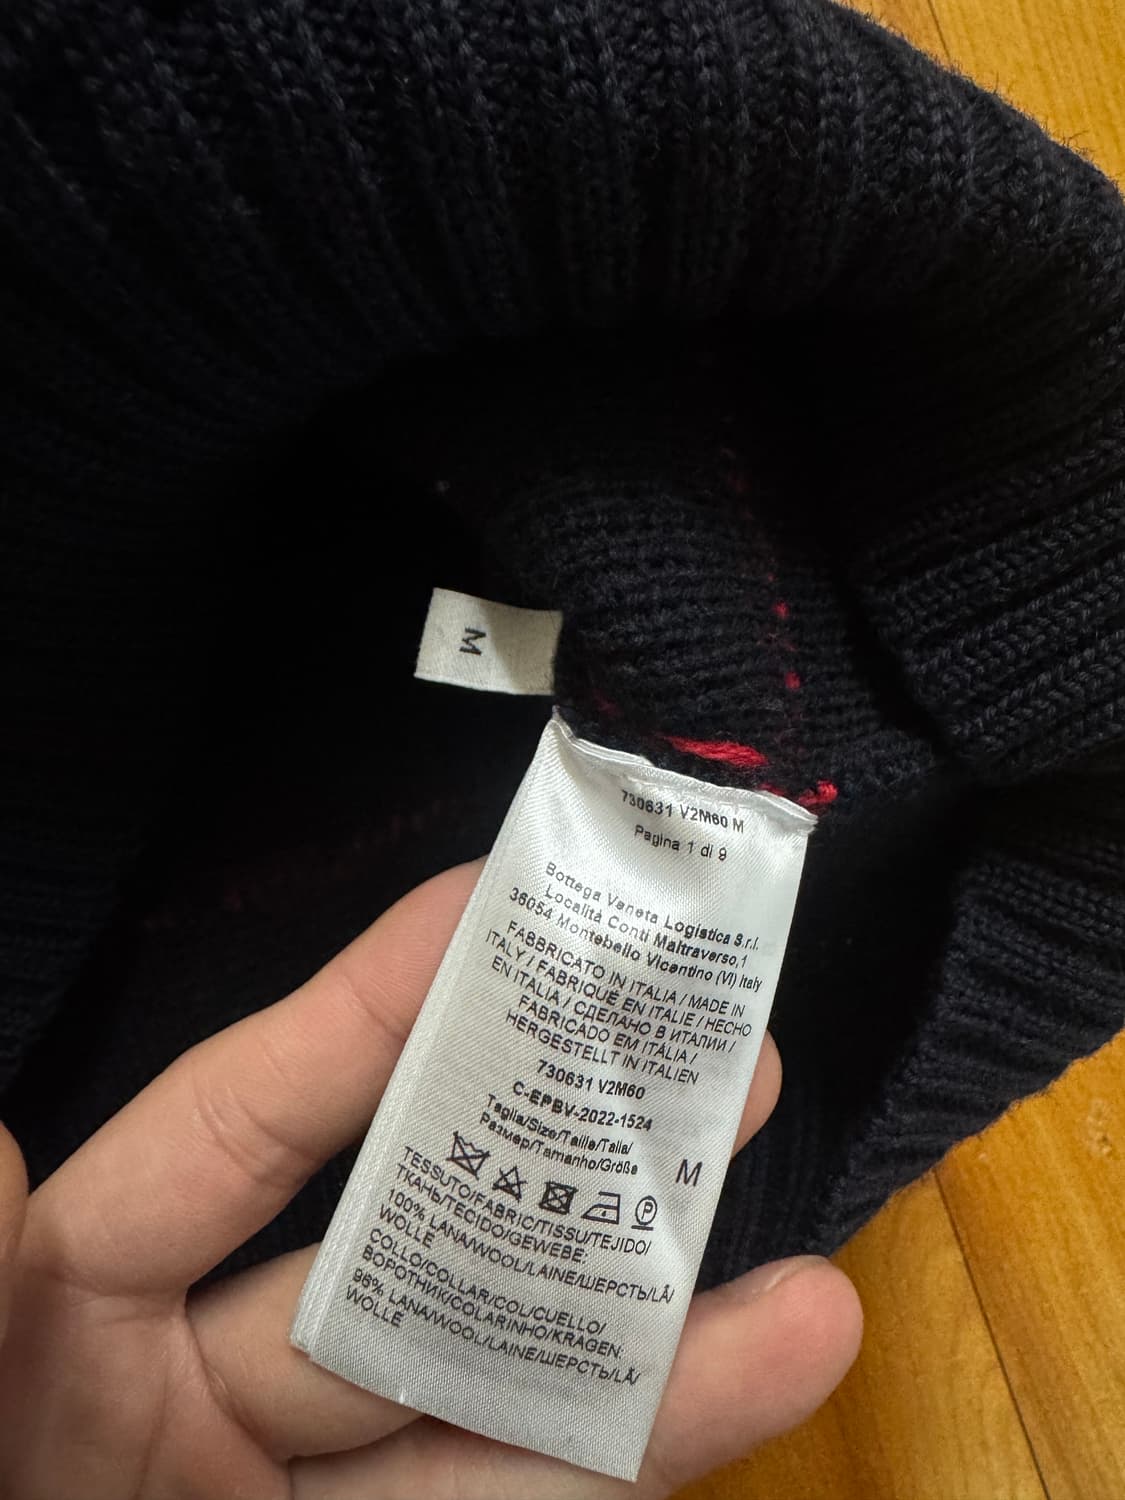 M
730631 V2M60 M
Pagina 1 di 9
Bottega Veneta Logistica S.r.l.
Località Conti Maltraverso,1
36054 Montebello Vicentino (VI) Italy
FABBRICATO IN ITALIA / MADE IN
ITALY / FABRIQUÉ EN ITALIE / HECHO
EN ITALIA / СДЕЛАНО В ИТАЛИИ /
FABRICADO EM ITÁLIA /
HERGESTELLT IN ITALIEN
730631 V2M60
C-EPBV-2022-1524
Taglia/Size/Taille/Talla/
Размер/Tamanho/Größe M
P
TESSUTO/FABRIC/TISSU/TEJIDO/
ТКАНЬ/TECIDO/GEWEBE:
100% LANA/WOOL/LAINE/ШЕРСТЬ/LÃ/
WOLLE
COLLO/COLLAR/COL/CUELLO/
ВОРОТНИК/COLARINHO/KRAGEN:
96% LANA/WOOL/LAINE/ШЕРСТЬ/LÃ/
WOLLE